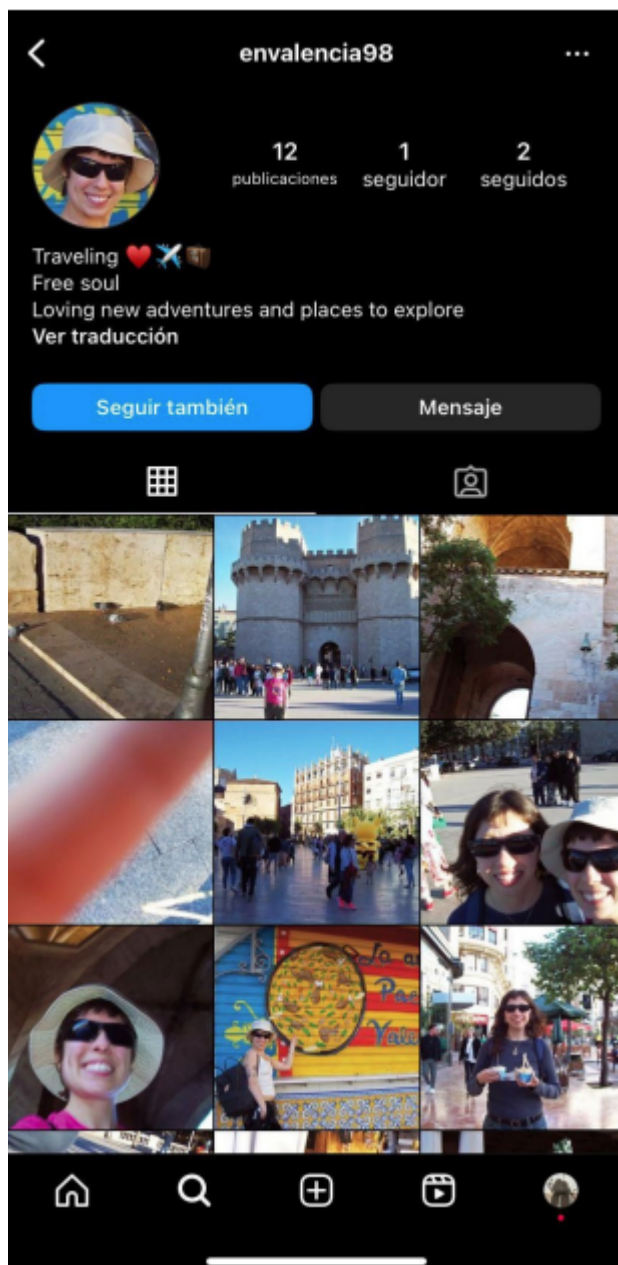 envalencia98
12 1 2
publicaciones seguidor seguidos
Traveling ❤️✈️🧳
Free soul
Loving new adventures and places to explore
Ver traducción
Seguir también Mensaje